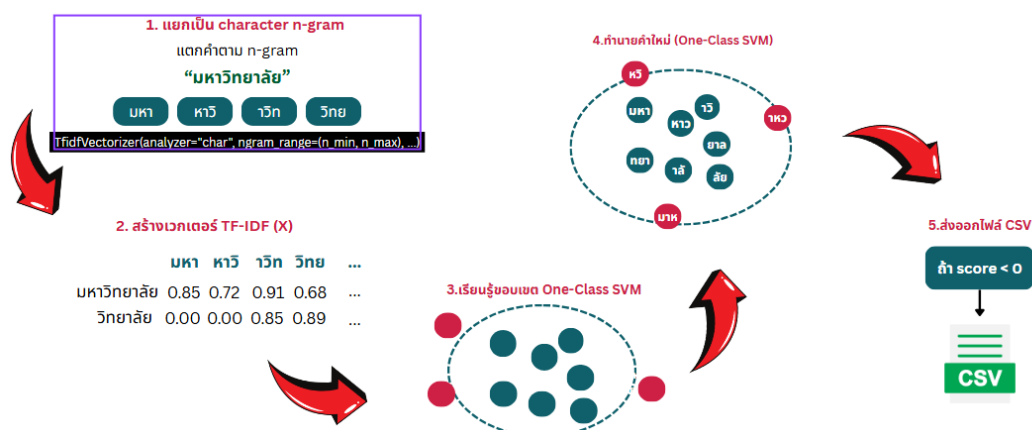 1. แยกเป็น character n-gram
แตกคำตาม n-gram
“มหาวิทยาลัย”
มหา หาวิ าวิท วิทย
TfidfVectorizer(analyzer="char", ngram_range=(n_min, n_max), ...)
2. สร้างเวกเตอร์ TF-IDF (X)
มหา หาวิ าวิท วิทย ...
มหาวิทยาลัย 0.85 0.72 0.91 0.68 ...
วิทยาลัย 0.00 0.00 0.85 0.89 ...
3.เรียนรู้ขอบเขต One-Class SVM
4.ทำนายคำใหม่ (One-Class SVM)
หวิ
มหา
าวิ
หาว
าหว
ยาล
ทยา
าลั
ลัย
มาห
5.ส่งออกไฟล์ CSV
ถ้า score < 0
CSV